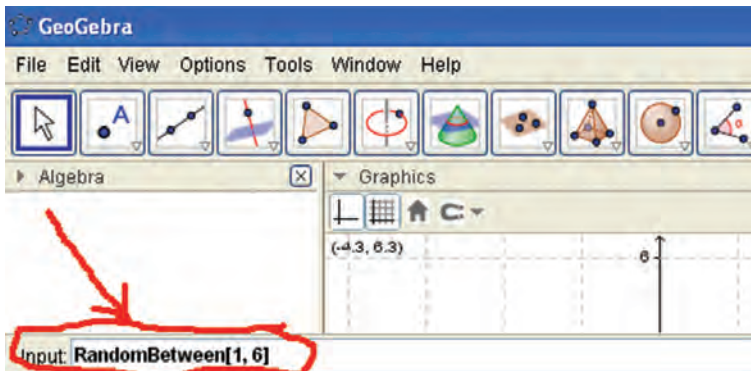 GeoGebra
File Edit View Options Tools Window Help
A
α
Algebra
Graphics
(-4.3, 6.3)
6
Input: RandomBetween[1, 6]